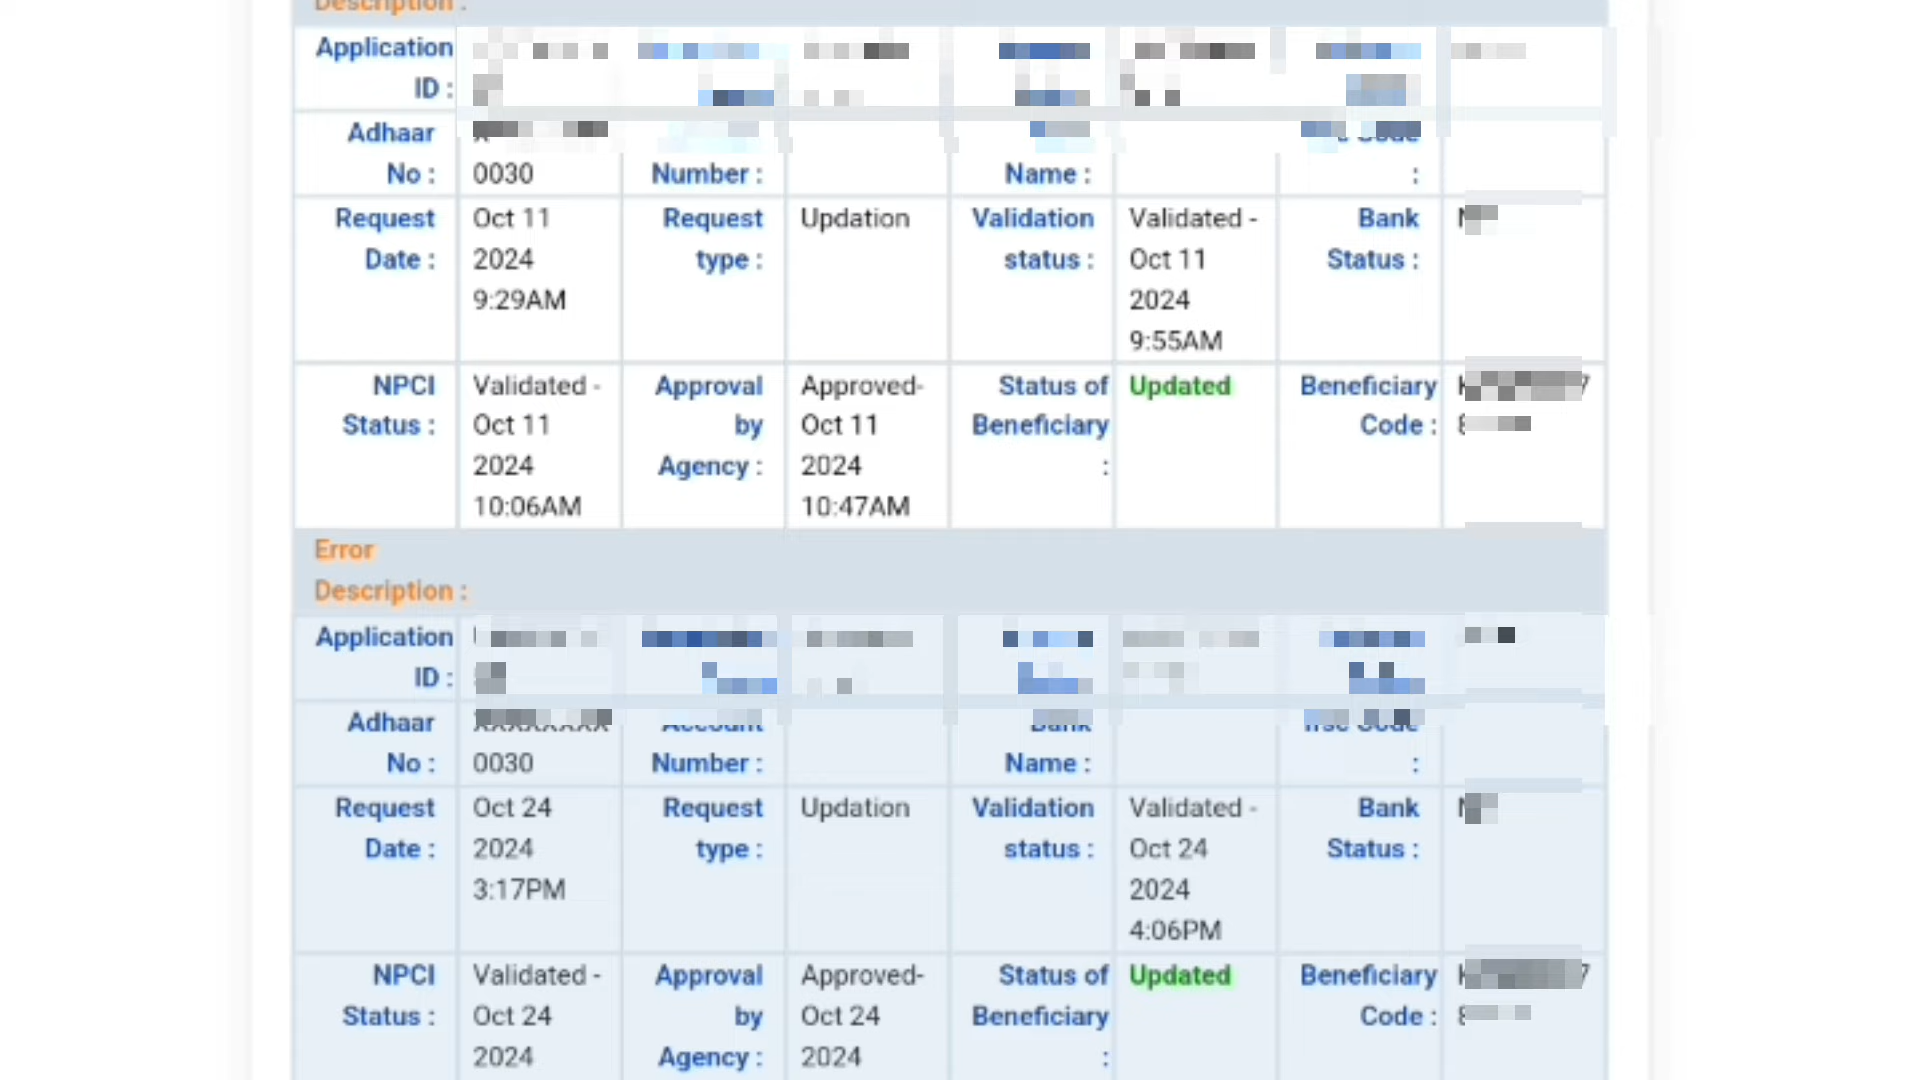 Description :
Application
ID :
Adhaar
No : 0030 Number : Name : :
Request Oct 11 Request Updation Validation Validated - Bank
Date : 2024 type : status : Oct 11 Status :
9:29AM 2024
9:55AM
NPCI Validated - Approval Approved- Status of Updated Beneficiary
Status : Oct 11 by Oct 11 Beneficiary Code :
2024 Agency : 2024 :
10:06AM 10:47AM
Error
Description :
Application
ID :
Adhaar Account Bank Ifsc Code
No : 0030 Number : Name : :
Request Oct 24 Request Updation Validation Validated - Bank
Date : 2024 type : status : Oct 24 Status :
3:17PM 2024
4:06PM
NPCI Validated - Approval Approved- Status of Updated Beneficiary
Status : Oct 24 by Oct 24 Beneficiary Code :
2024 Agency : 2024 :